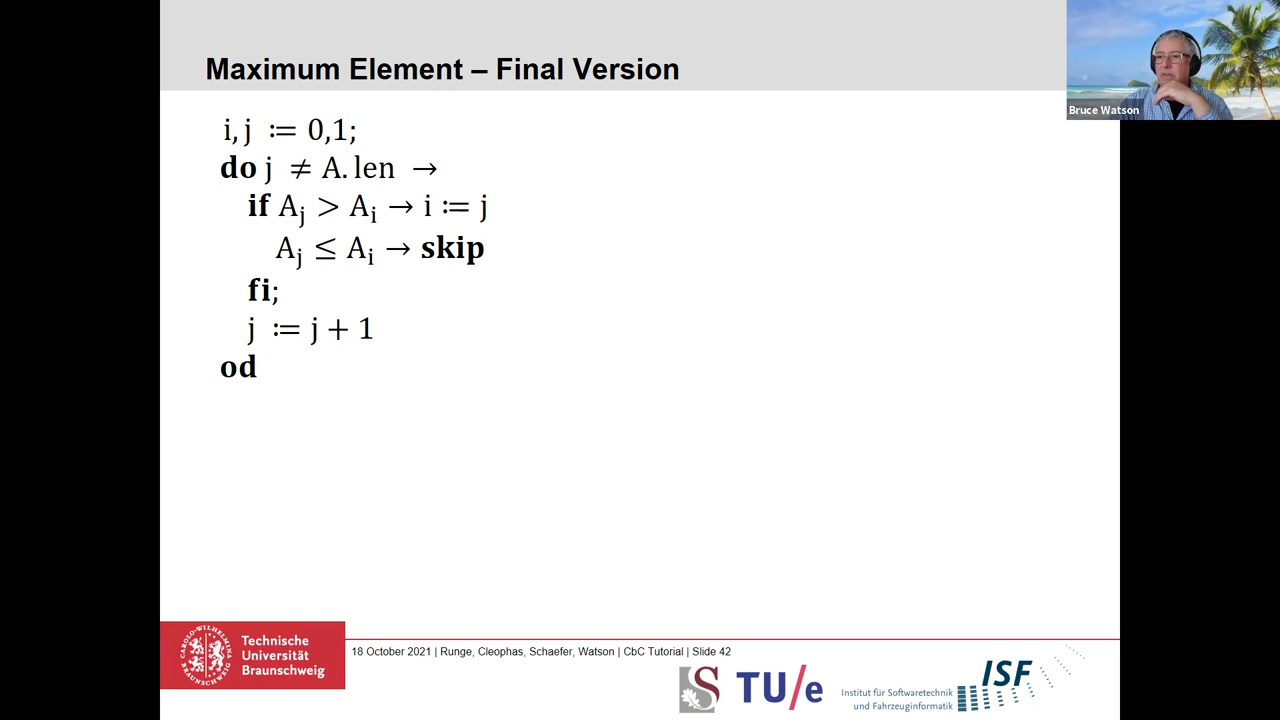 Maximum Element – Final Version
Bruce Watson
i, j ≔ 0,1;
do j ≠ A. len →
if Aⱼ > Aᵢ → i ≔ j
Aⱼ ≤ Aᵢ → skip
fi;
j ≔ j + 1
od
Technische
Universität
Braunschweig
18 October 2021 | Runge, Cleophas, Schaefer, Watson | CbC Tutorial | Slide 42
S
TU/e
Institut für Softwaretechnik
und Fahrzeuginformatik
ISF